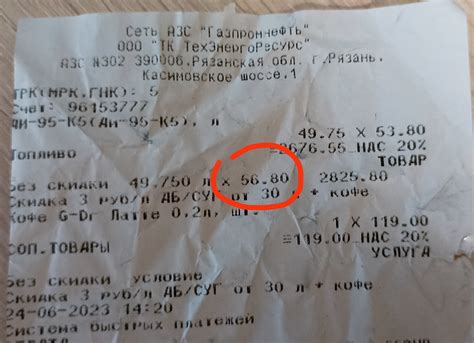 Сеть АЗС "Газпромнефть"
ООО "ТК ТехЭнергоРесурс"
АЗС N302 390006,Рязанская обл. г.Рязань,
Касимовское шоссе,1
ТРК(МРК,ГНК): 5
Счет: 96153777
АИ-95-К5(Аи-95-К5), л
49.75 X 53.80
=2676.55 НАС 20%
Топливо
ТОВАР
Без скидки 49.750 л x 56.80 2825.80
Скидка 3 руб/л АБ/СУГ от 30 л * кофе
Кофе G-Dr Латте 0,2л, шт.
1 X 119.00
=119.00 НАС 20%
СОП.ТОВАРЫ
УСЛУГА
Без скидки условие
Скидка 3 руб/л АБ/СУГ от 30 л * кофе
24-06-2023 14:20
Система быстрых платежей